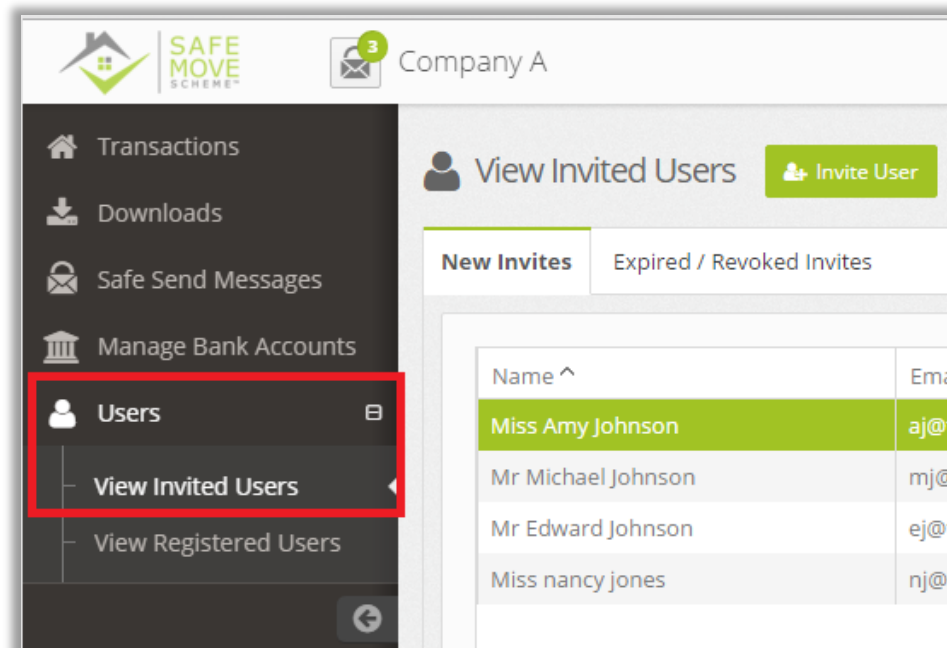 SAFE
MOVE
SCHEME™
3
Company A
Transactions
Downloads
Safe Send Messages
Manage Bank Accounts
Users
View Invited Users
View Registered Users
View Invited Users
Invite User
New Invites
Expired / Revoked Invites
Name
Ema
Miss Amy Johnson
aj@
Mr Michael Johnson
mj@
Mr Edward Johnson
ej@
Miss nancy jones
nj@